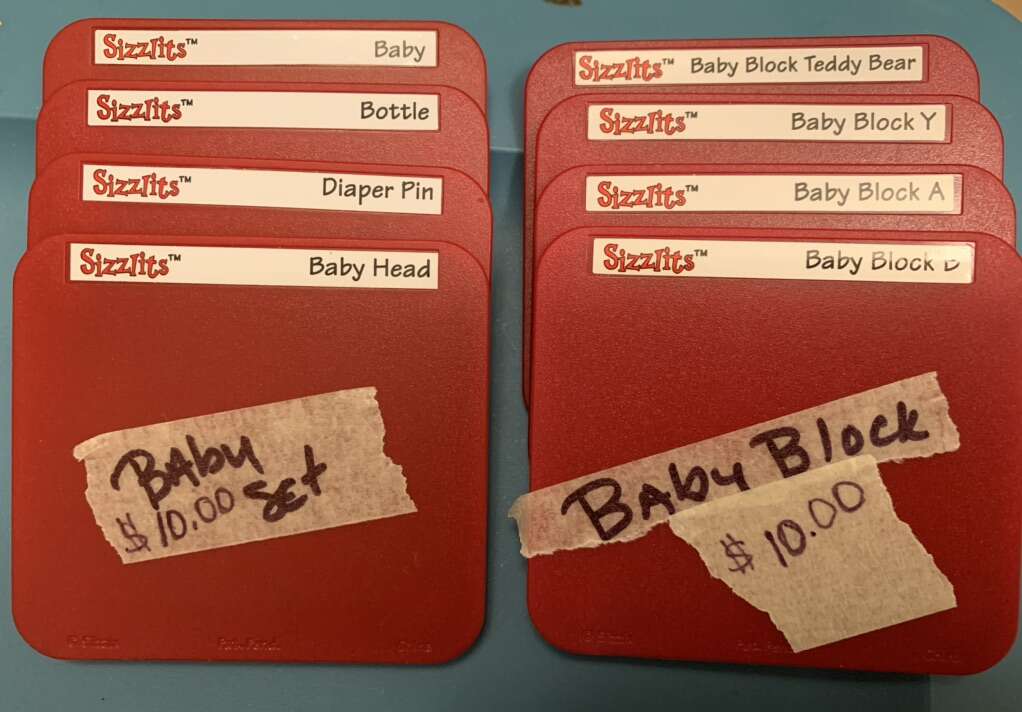 Sizzlits™ Baby
Sizzlits™ Bottle
Sizzlits™ Diaper Pin
Sizzlits™ Baby Head
BAby
$10.00 SEt
Sizzlits™ Baby Block Teddy Bear
Sizzlits™ Baby Block Y
Sizzlits™ Baby Block A
Sizzlits™ Baby Block B
BAby Block
$10.00